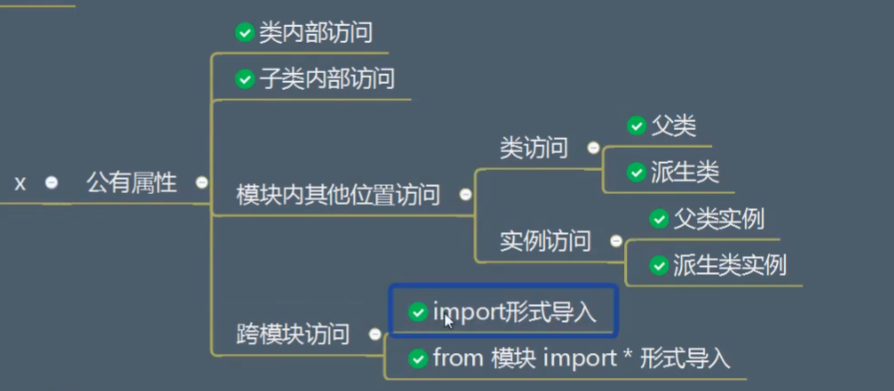 类内部访问
子类内部访问
父类
类访问
派生类
x 公有属性
模块内其他位置访问
父类实例
实例访问
派生类实例
import形式导入
跨模块访问
from 模块 import * 形式导入